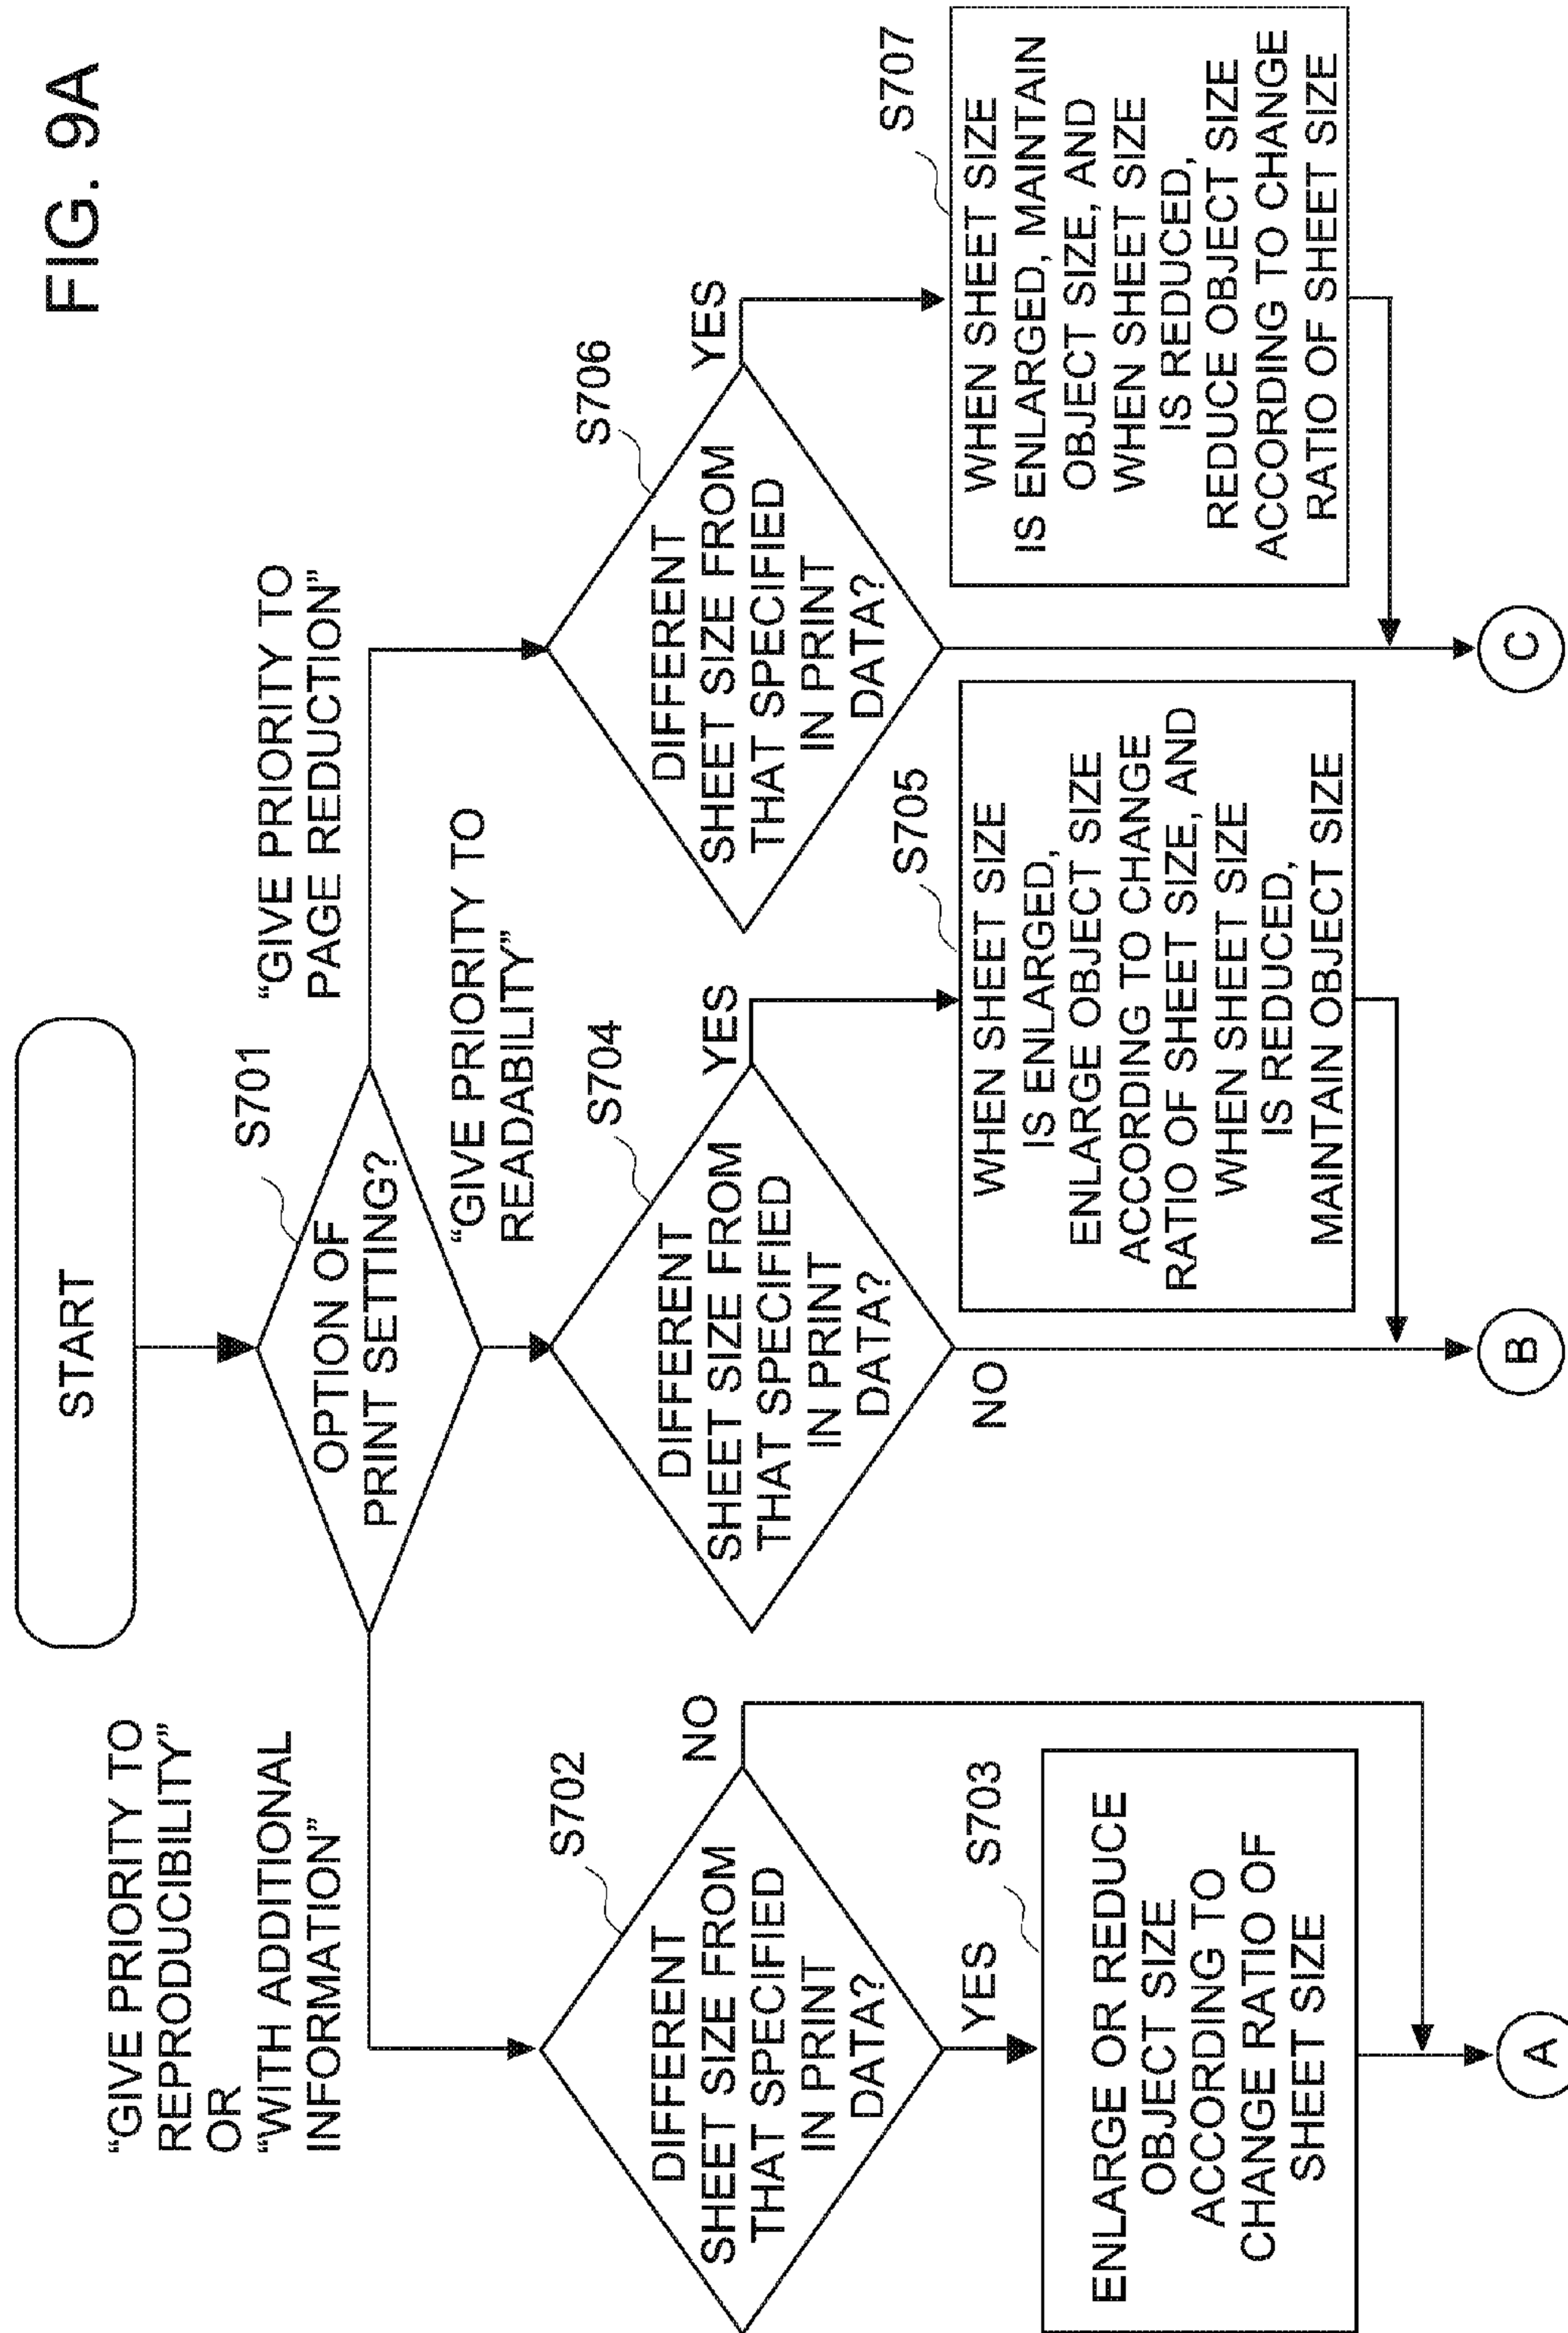 FIG. 9A
START
S701
OPTION OF
PRINT SETTING?
"GIVE PRIORITY TO
REPRODUCIBILITY"
OR
"WITH ADDITIONAL
INFORMATION"
"GIVE PRIORITY TO
READABILITY"
"GIVE PRIORITY TO
PAGE REDUCTION"
S702
DIFFERENT
SHEET SIZE FROM
THAT SPECIFIED
IN PRINT
DATA?
NO
YES
S703
ENLARGE OR REDUCE
OBJECT SIZE
ACCORDING TO
CHANGE RATIO OF
SHEET SIZE
A
S704
DIFFERENT
SHEET SIZE FROM
THAT SPECIFIED
IN PRINT
DATA?
YES
NO
S705
WHEN SHEET SIZE
IS ENLARGED,
ENLARGE OBJECT SIZE
ACCORDING TO CHANGE
RATIO OF SHEET SIZE, AND
WHEN SHEET SIZE
IS REDUCED,
MAINTAIN OBJECT SIZE
B
S706
DIFFERENT
SHEET SIZE FROM
THAT SPECIFIED
IN PRINT
DATA?
YES
S707
WHEN SHEET SIZE
IS ENLARGED, MAINTAIN
OBJECT SIZE, AND
WHEN SHEET SIZE
IS REDUCED,
REDUCE OBJECT SIZE
ACCORDING TO CHANGE
RATIO OF SHEET SIZE
C